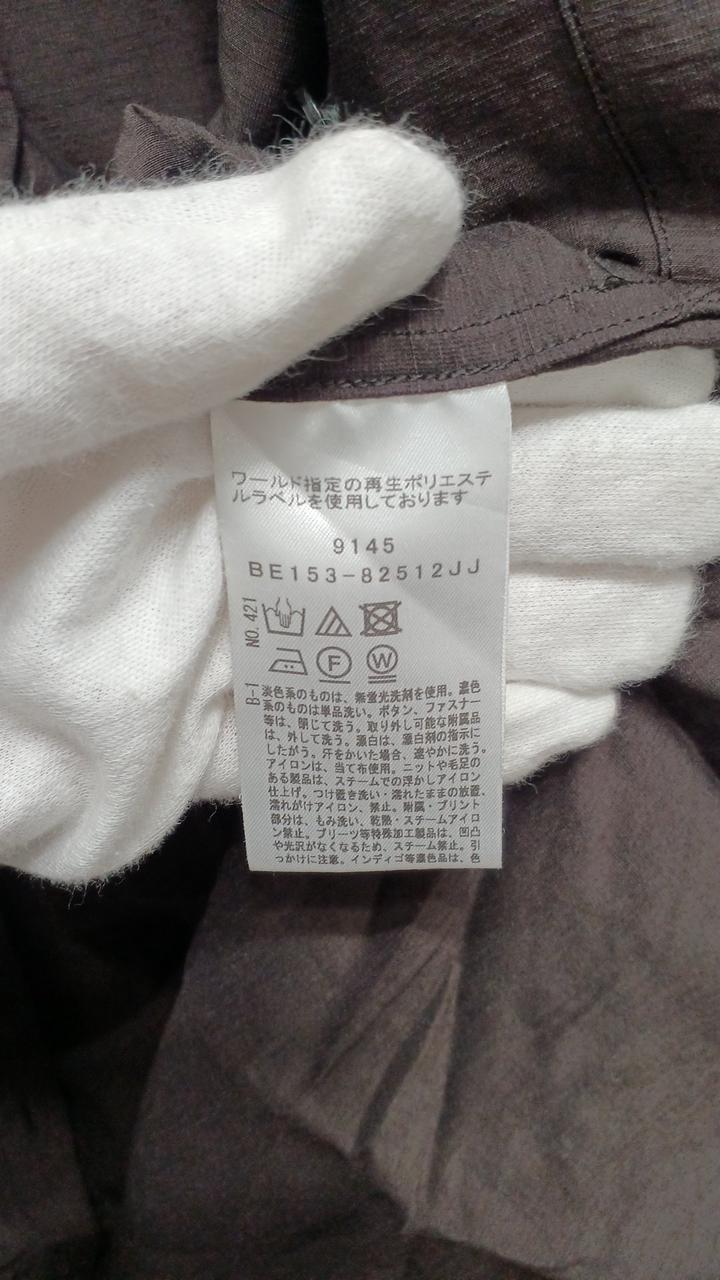 ワールド指定の再生ポリエステ
ルラベルを使用しております
9145
BE153-82512JJ
NO.421
F
W
B-1
淡色系のものは、無蛍光洗剤を使用。濃色
系のものは単品洗い。ボタン、ファスナー
等は、閉じて洗う。取り外し可能な附属品
は、外して洗う。漂白は、漂白剤の指示に
したがう。汗をかいた場合、速やかに洗う。
アイロンは、当て布使用。ニットや毛足の
ある製品は、スチームでの浮かしアイロン
仕上げ。つけ置き洗い・濡れたままの放置、
濡れがけアイロン、禁止。附属・プリント
部分は、もみ洗い、乾熱・スチームアイロ
ン禁止。プリーツ等特殊加工製品は、凹凸
や光沢がなくなるため、スチーム禁止。引
っかけに注意。インディゴ等濃色品は、色